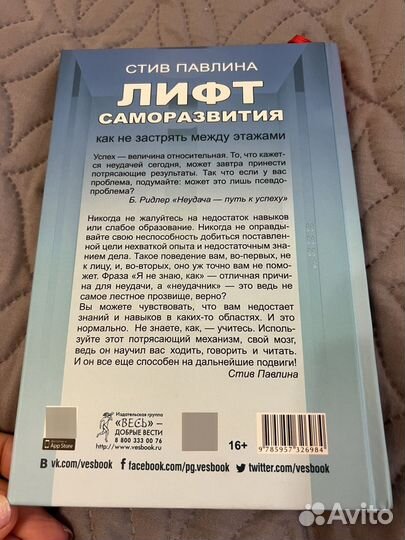 СТИВ ПАВЛИНА
ЛИФТ
САМОРАЗВИТИЯ
как не застрять между этажами
Успех — величина относительная. То, что кажет-
ся неудачей сегодня, может завтра принести
потрясающие результаты. Так что если у вас
проблема, подумайте: может это лишь псевдо-
проблема?
Б. Ридлер «Неудача — путь к успеху»
Никогда не жалуйтесь на недостаток навыков
или слабое образование. Никогда не оправды-
вайте свою неспособность добиться поставлен-
ной цели нехваткой опыта и недостаточным зна-
нием дела. Такое поведение вам, во-первых, не
к лицу, и, во-вторых, оно уж точно вам не помо-
жет. Фраза «Я не знаю, как» — отличная причи-
на для неудачи, а «неудачник» — это ведь не
самое лестное прозвище, верно?
Вы можете чувствовать, что вам недостает
знаний и навыков в каких-то областях. И это
нормально. Не знаете, как, — учитесь. Исполь-
зуйте этот потрясающий механизм, свой мозг,
ведь он научил вас ходить, говорить и читать.
И он все еще способен на дальнейшие подвиги!
Стив Павлина
App Store
Издательская группа
«ВЕСЬ» —
ДОБРЫЕ ВЕСТИ
8 800 333 00 76
http://www.vesbook.ru
16+
9 785957 326984
vk.com/vesbook
facebook.com/pg.vesbook
twitter.com/vesbook
Avito